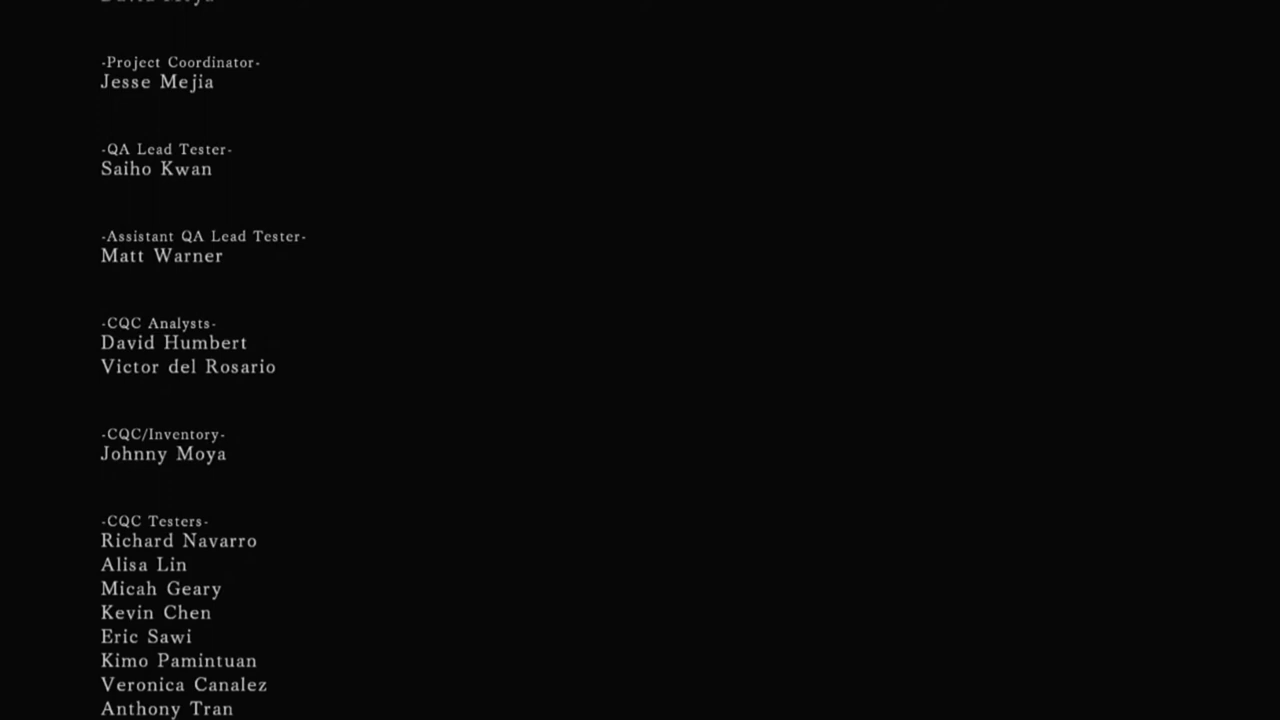 -Project Coordinator-
Jesse Mejia
-QA Lead Tester-
Saiho Kwan
-Assistant QA Lead Tester-
Matt Warner
-CQC Analysts-
David Humbert
Victor del Rosario
-CQC/Inventory-
Johnny Moya
-CQC Testers-
Richard Navarro
Alisa Lin
Micah Geary
Kevin Chen
Eric Sawi
Kimo Pamintuan
Veronica Canalez
Anthony Tran